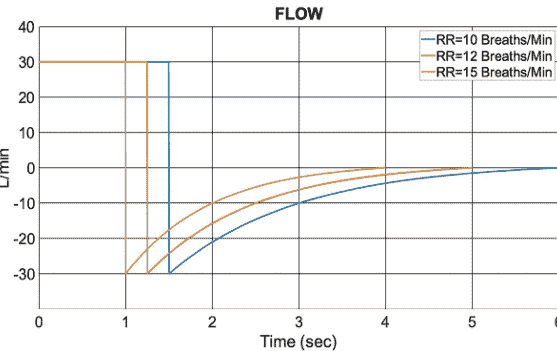 FLOW
RR=10 Breaths/Min
RR=12 Breaths/Min
RR=15 Breaths/Min
40
30
20
10
0
-10
-20
-30
-40
L/min
0 1 2 3 4 5 6
Time (sec)